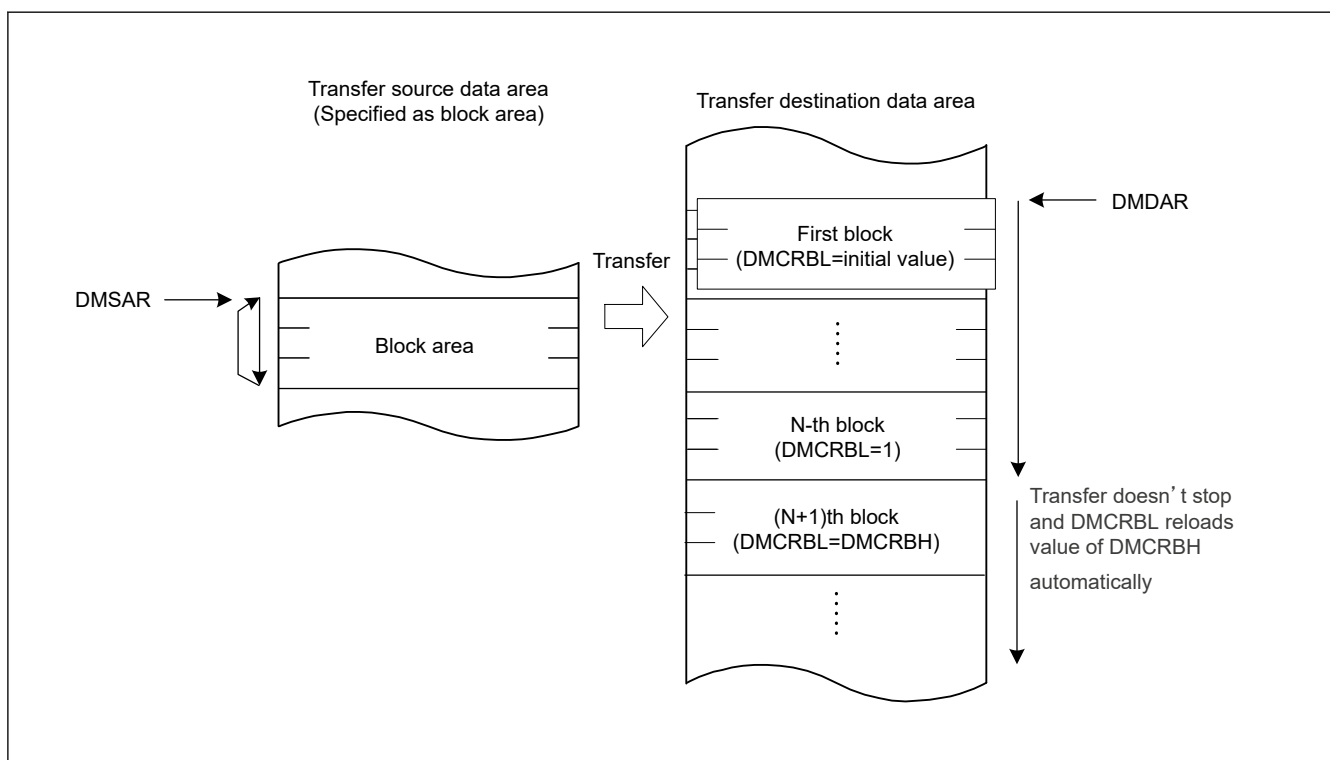 Transfer source data area
(Specified as block area)
Transfer destination data area
DMDAR
First block
(DMCRBL=initial value)
Transfer
DMSAR
Block area
N-th block
(DMCRBL=1)
(N+1)th block
(DMCRBL=DMCRBH)
Transfer doesn’t stop
and DMCRBL reloads
value of DMCRBH
automatically